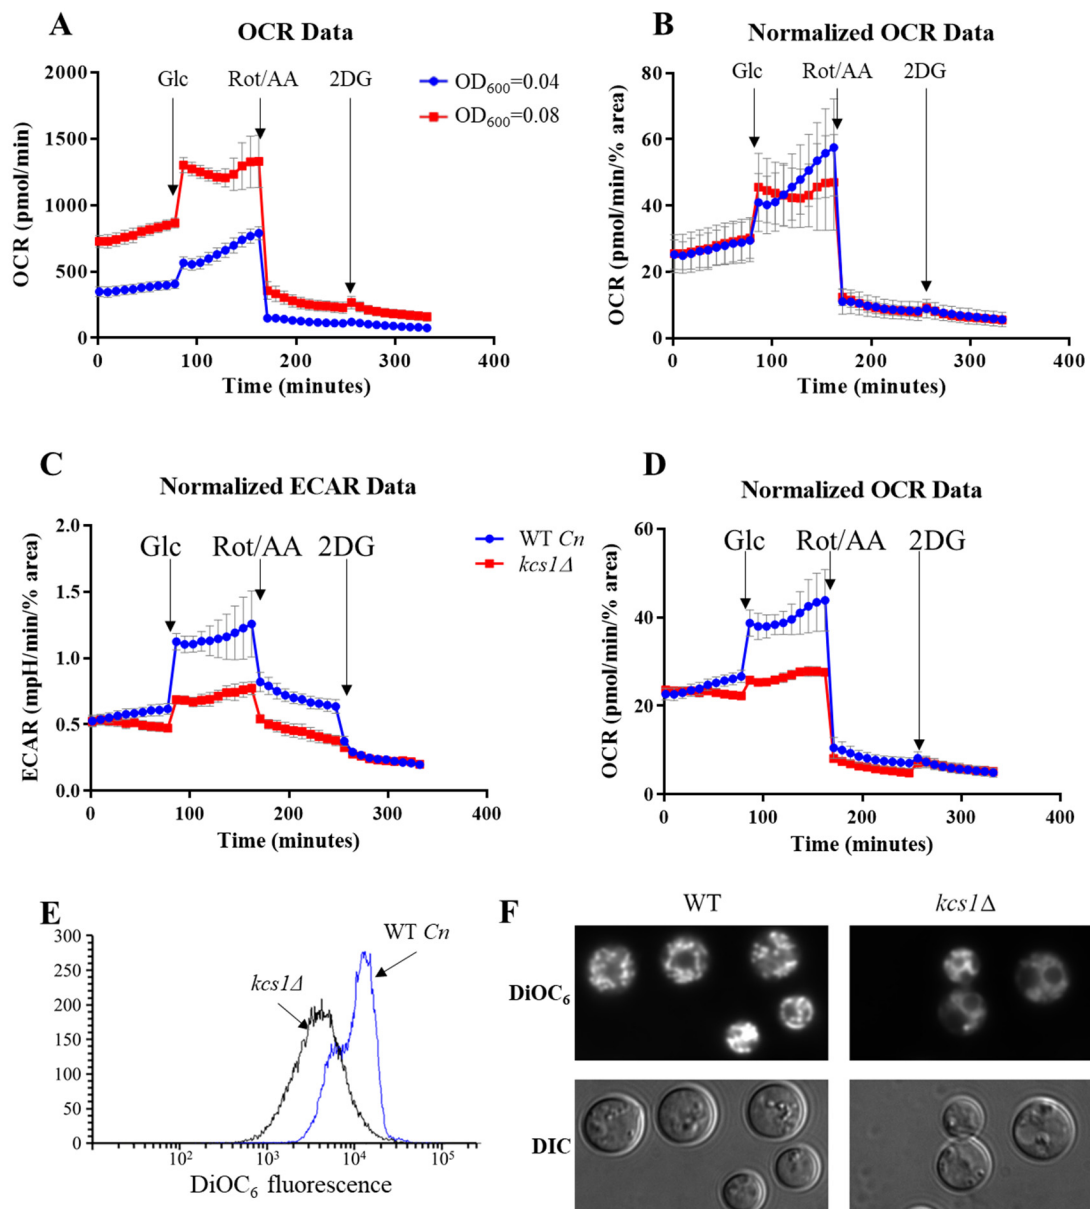 A
OCR Data
Glc Rot/AA 2DG
OD600=0.04
OD600=0.08
OCR (pmol/min)
2000
1500
1000
500
0
0 100 200 300 400
Time (minutes)
B
Normalized OCR Data
Glc Rot/AA 2DG
OCR (pmol/min/% area)
80
60
40
20
0
0 100 200 300 400
Time (minutes)
C
Normalized ECAR Data
Glc Rot/AA 2DG
WT Cn
kcs1Δ
ECAR (mpH/min/% area)
2.0
1.5
1.0
0.5
0.0
0 100 200 300 400
Time (minutes)
D
Normalized OCR Data
Glc Rot/AA 2DG
OCR (pmol/min/% area)
60
40
20
0
0 100 200 300 400
Time (minutes)
E
WT Cn
kcs1Δ
300
250
200
150
100
50
0
10² 10³ 10⁴ 10⁵
DiOC6 fluorescence
F
WT kcs1Δ
DiOC6
DIC